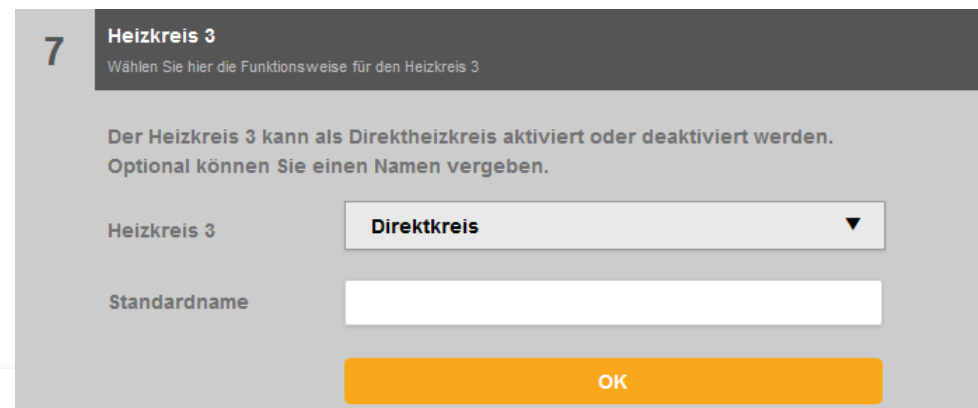 7
Heizkreis 3
Wählen Sie hier die Funktionsweise für den Heizkreis 3
Der Heizkreis 3 kann als Direktheizkreis aktiviert oder deaktiviert werden.
Optional können Sie einen Namen vergeben.
Heizkreis 3
Direktkreis
Standardname
OK